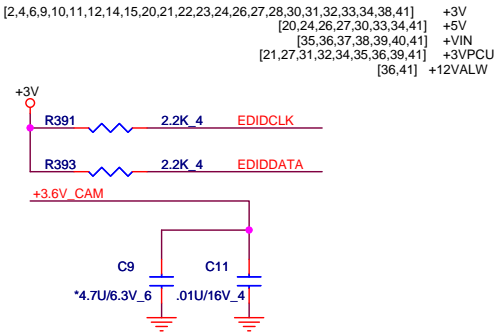 [2,4,6,9,10,11,12,14,15,20,21,22,23,24,26,27,28,30,31,32,33,34,38,41] +3V
[20,24,26,27,30,33,34,41] +5V
[35,36,37,38,39,40,41] +VIN
[21,27,31,32,34,35,36,39,41] +3VPCU
[36,41] +12VALW
+3V
R391 2.2K_4 EDIDCLK
R393 2.2K_4 EDIDDATA
+3.6V_CAM
C9 C11
*4.7U/6.3V_6 .01U/16V_4